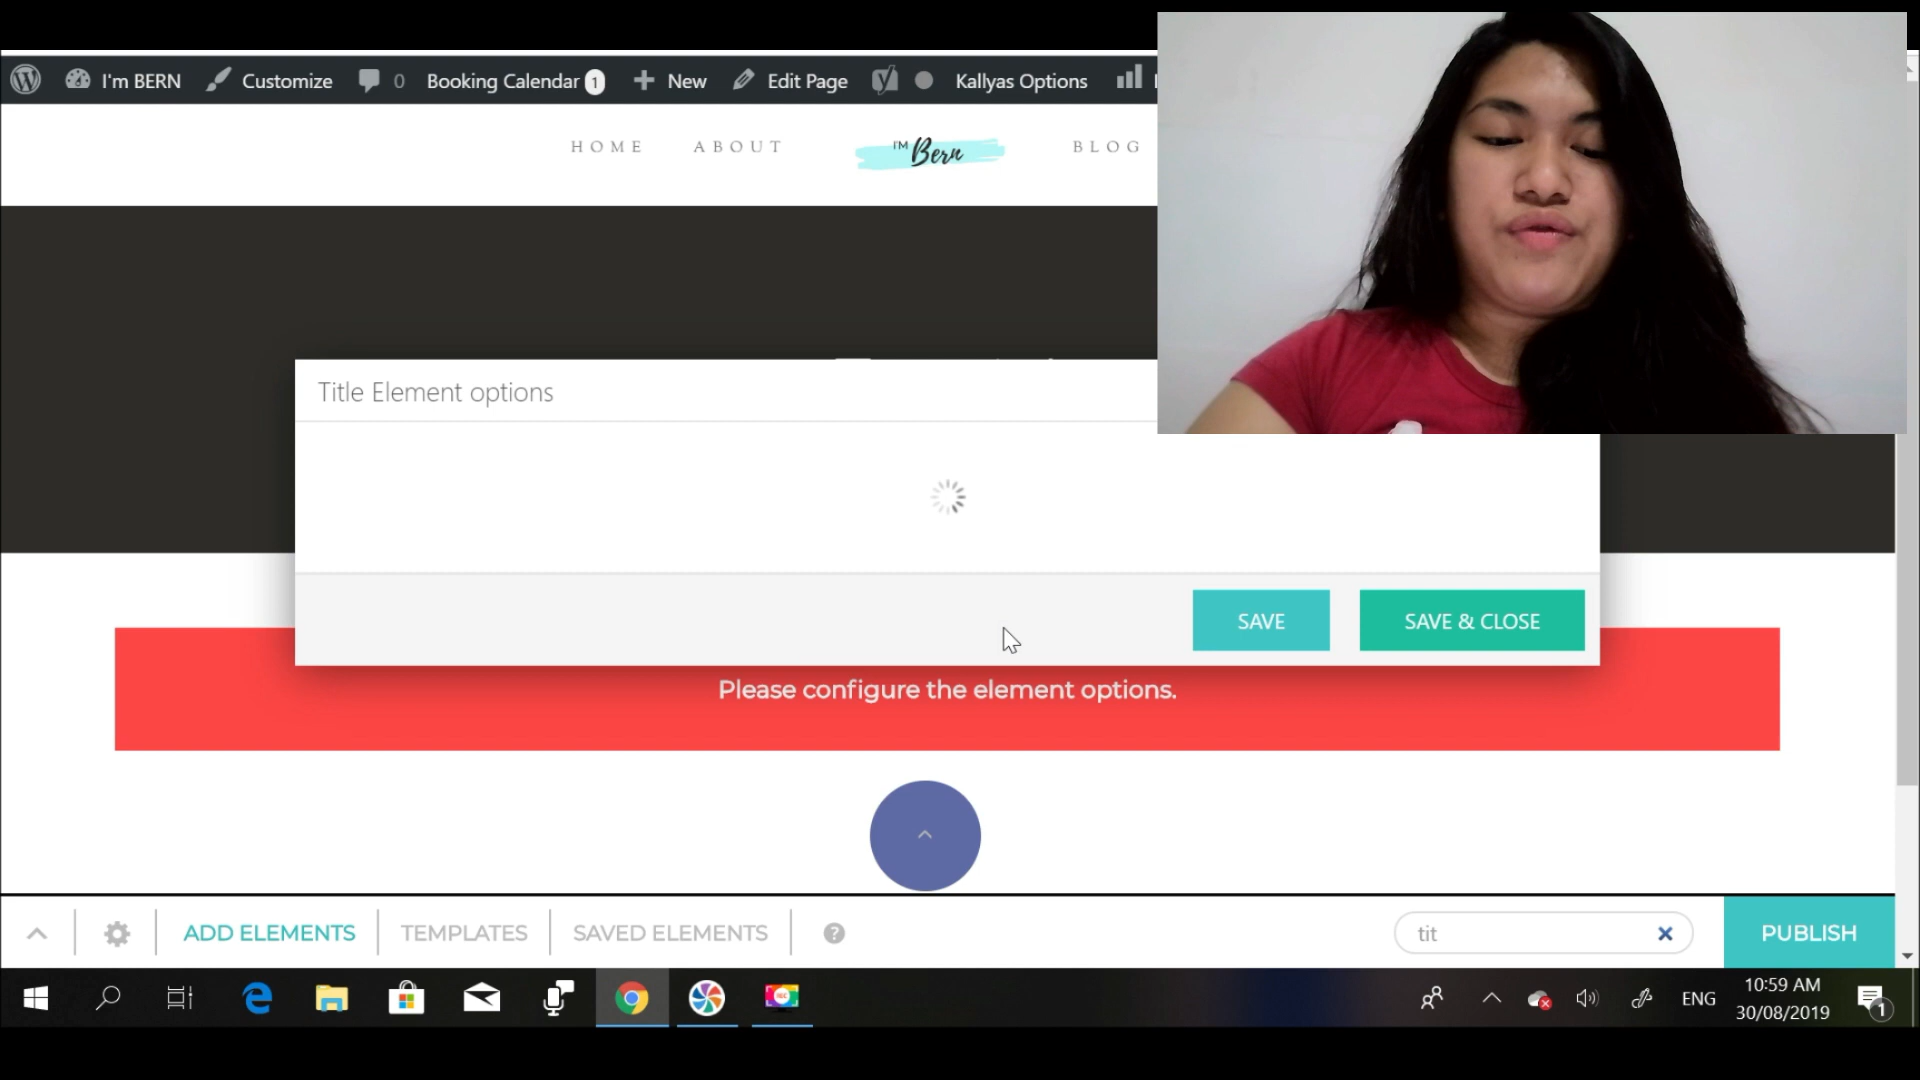 I'm BERN Customize 0 Booking Calendar 1 New Edit Page Kallyas Options
HOME ABOUT I'M Bern BLOG
Title Element options
SAVE SAVE & CLOSE
Please configure the element options.
ADD ELEMENTS TEMPLATES SAVED ELEMENTS ? tit × PUBLISH
ENG 10:59 AM
30/08/2019 1